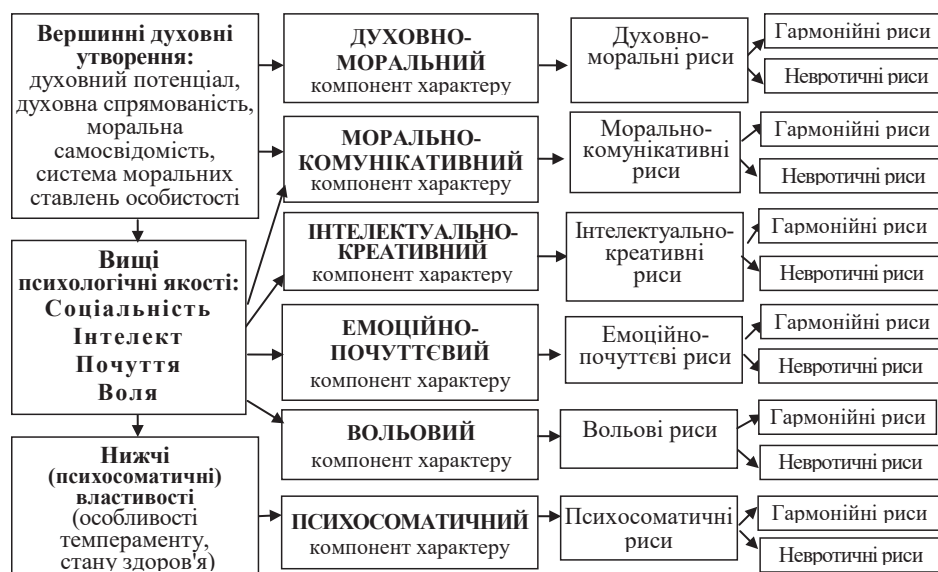 Вершинні духовні
утворення:
духовний потенціал,
духовна спрямованість,
моральна
самосвідомість,
система моральних
ставлень особистості
Вищі
психологічні якості:
Соціальність
Інтелект
Почуття
Воля
Нижчі
(психосоматичні)
властивості
(особливості
темпераменту,
стану здоров'я)
ДУХОВНО-
МОРАЛЬНИЙ
компонент характеру
МОРАЛЬНО-
КОМУНІКАТИВНИЙ
компонент характеру
ІНТЕЛЕКТУАЛЬНО-
КРЕАТИВНИЙ
компонент характеру
ЕМОЦІЙНО-
ПОЧУТТЄВИЙ
компонент характеру
ВОЛЬОВИЙ
компонент характеру
ПСИХОСОМАТИЧНИЙ
компонент характеру
Духовно-
моральні риси
Морально-
комунікативні
риси
Інтелектуально-
креативні
риси
Емоційно-
почуттєві риси
Вольові риси
Психосоматичні
риси
Гармонійні риси
Невротичні риси
Гармонійні риси
Невротичні риси
Гармонійні риси
Невротичні риси
Гармонійні риси
Невротичні риси
Гармонійні риси
Невротичні риси
Гармонійні риси
Невротичні риси